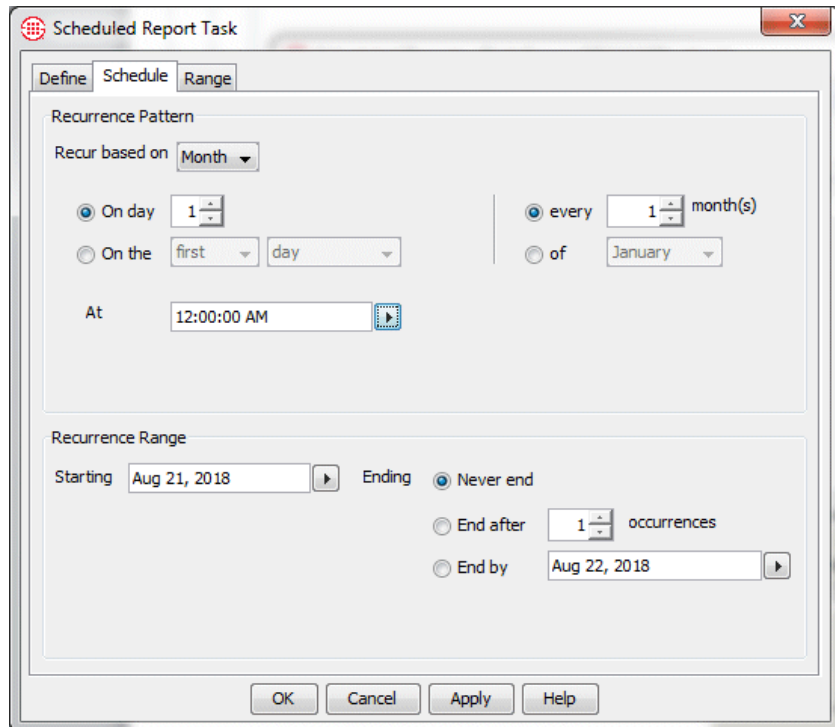 Scheduled Report Task
Define Schedule Range
Recurrence Pattern
Recur based on Month
On day 1 every 1 month(s)
On the first day of January
At 12:00:00 AM
Recurrence Range
Starting Aug 21, 2018 Ending Never end
End after 1 occurrences
End by Aug 22, 2018
OK Cancel Apply Help